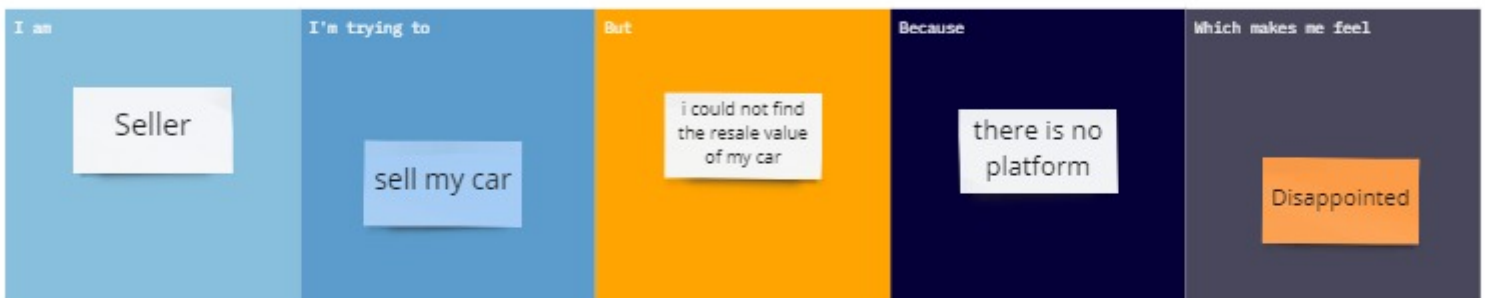 I am
Seller
I'm trying to
sell my car
But
i could not find
the resale value
of my car
Because
there is no
platform
Which makes me feel
Disappointed